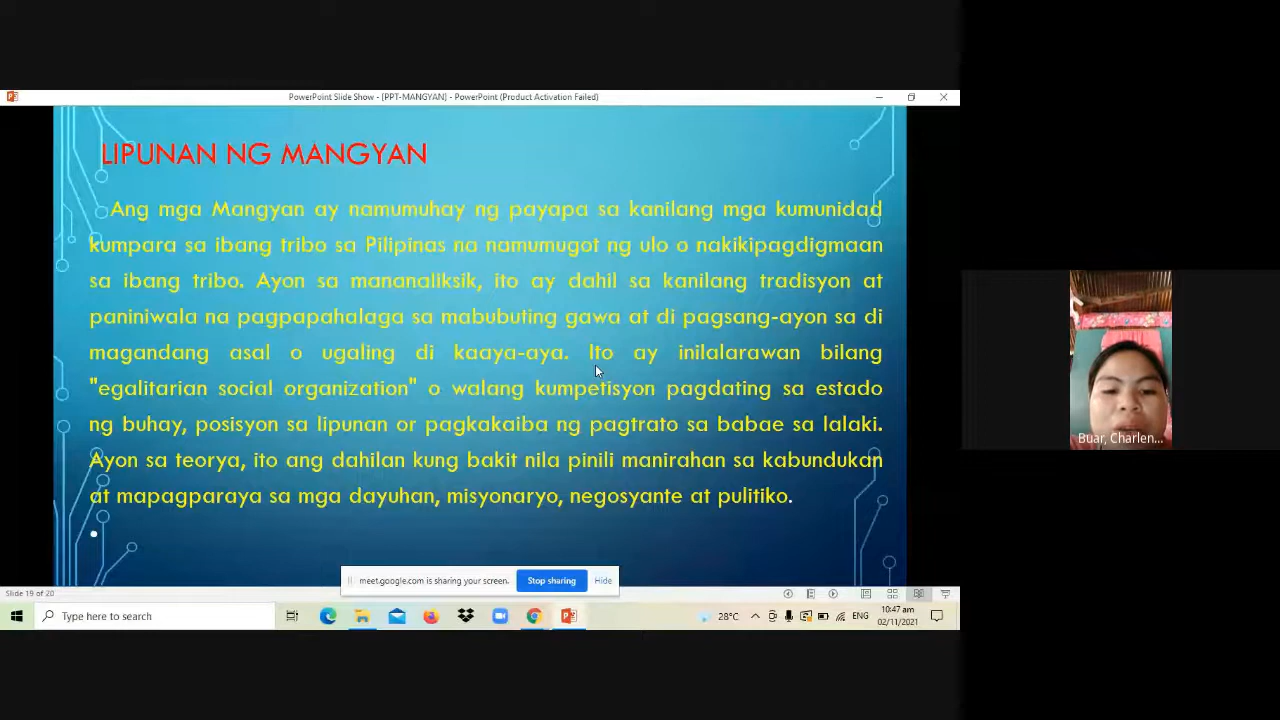 PowerPoint Slide Show - [PPT-MANGYAN] - PowerPoint (Product Activation Failed)
LIPUNAN NG MANGYAN
Ang mga Mangyan ay namumuhay ng payapa sa kanilang mga kumunidad
kumpara sa ibang tribo sa Pilipinas na namumugot ng ulo o nakikipagdigmaan
sa ibang tribo. Ayon sa mananaliksik, ito ay dahil sa kanilang tradisyon at
paniniwala na pagpapahalaga sa mabubuting gawa at di pagsang-ayon sa di
magandang asal o ugaling di kaaya-aya. Ito ay inilalarawan bilang
"egalitarian social organization" o walang kumpetisyon pagdating sa estado
ng buhay, posisyon sa lipunan or pagkakaiba ng pagtrato sa babae sa lalaki.
Ayon sa teorya, ito ang dahilan kung bakit nila pinili manirahan sa kabundukan
at mapagparaya sa mga dayuhan, misyonaryo, negosyante at pulitiko.
Buar, Charlen...
meet.google.com is sharing your screen.
Stop sharing
Hide
Slide 19 of 20
Type here to search
28°C
ENG
10:47 am
02/11/2021